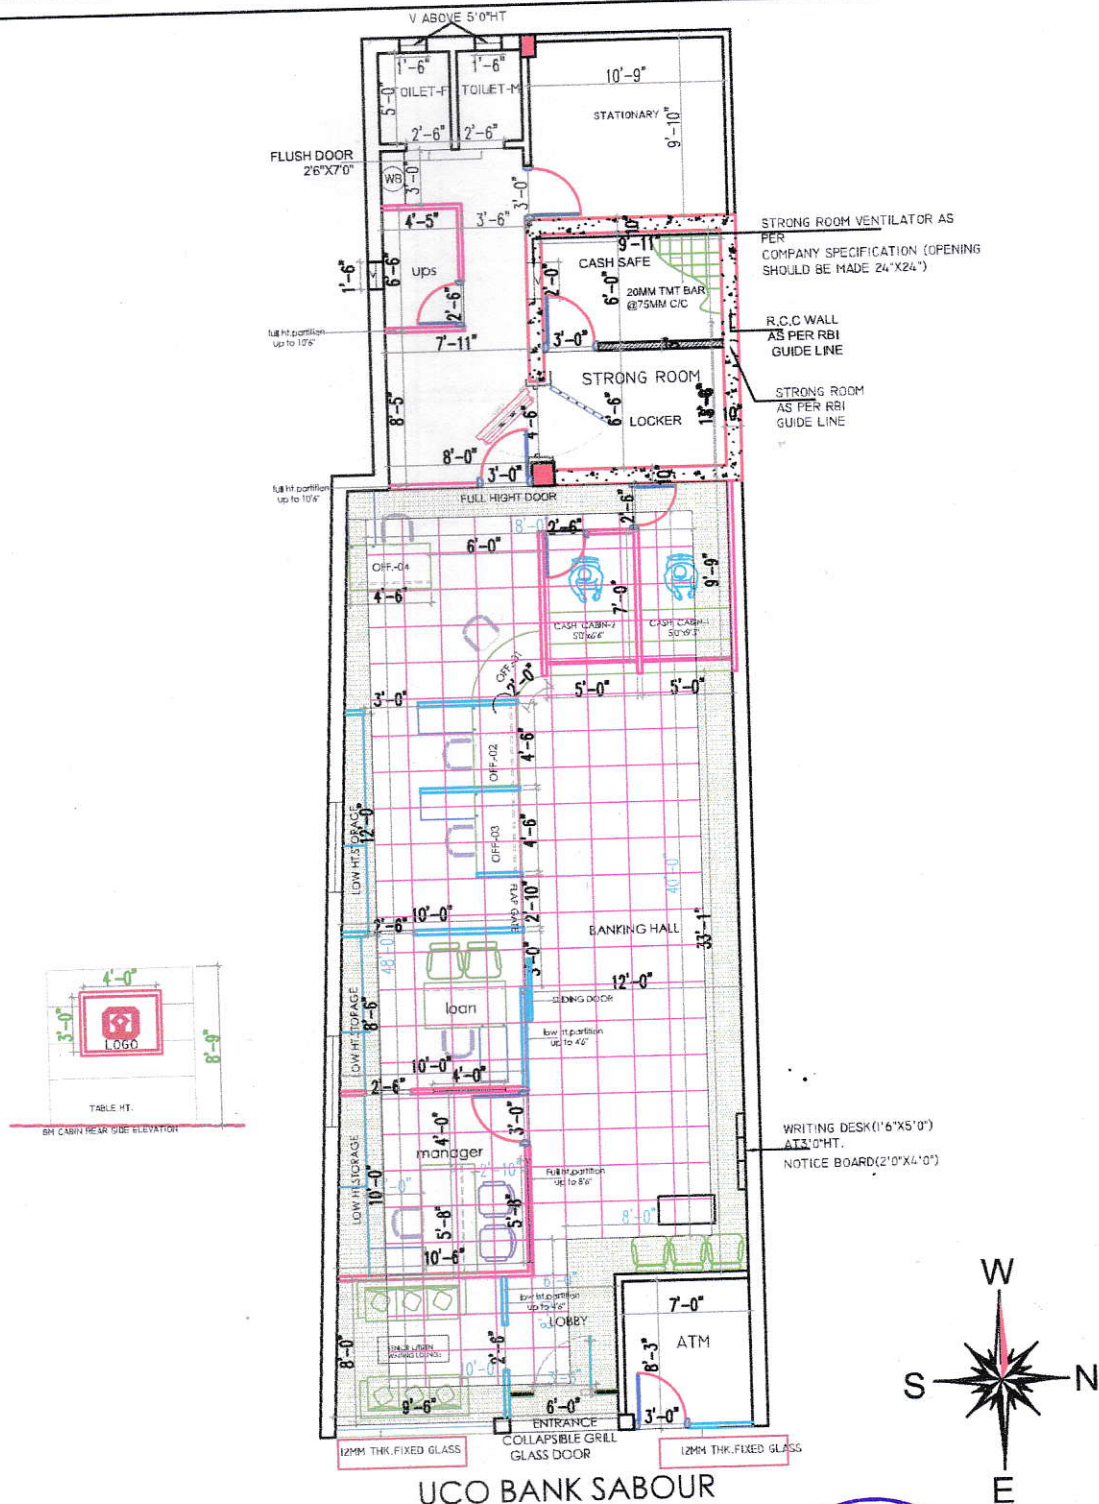 V ABOVE 5'0"HT
1'-6" 1'-6"
10'-9"
TOILET-M
STATIONARY
5'-0"
9'-10"
2'-6" 2'-6"
FLUSH DOOR
2'6"X7'0"
WB
3'-0"
3'-0"
4'-5"
3'-6"
10"
STRONG ROOM VENTILATOR AS
PER
COMPANY SPECIFICATION (OPENING
SHOULD BE MADE 24"X24")
9'-11"
CASH SAFE
1'-6"
6'-6"
ups
V
2'-0"
6'-0"
20MM TMT BAR
@75MM C/C
2'-6"
R.C.C WALL
AS PER RBI
GUIDE LINE
full ht.partition
up to 10'6"
7'-11"
3'-0"
STRONG ROOM
STRONG ROOM
AS PER RBI
GUIDE LINE
8'-5"
4'-6"
6'-6"
LOCKER
10"
8'-0"
3'-0"
10"
full ht.partition
up to 10'6"
FULL HIGHT DOOR
8'-0"
2'-6"
2'-6"
6'-0"
OFF.-04
4'-6"
7'-0"
9'-9"
CASH CABIN-2
CASH CABIN-1
OFF.-01
2'-0"
3'-0"
5'-0" 5'-0"
OFF.-02
4'-6"
LOW HT.STORAGE
12'-0"
OFF.-03
4'-6"
40'-0"
FLAP GATE
2'-10"
10'-0"
BANKING HALL
33'-1"
48'-0"
3'-0"
12'-0"
4'-0"
3'-0"
LOGO
8'-9"
LOW HT.STORAGE
8'-6"
loan
SLIDING DOOR
low ht.partition
up to 4'6"
10'-0"
2'-6"
4'-0"
TABLE HT.
BM CABIN REAR SIDE ELEVATION
3'-0"
4'-0"
manager
WRITING DESK(1'6"X5'0")
AT3'0"HT.
NOTICE BOARD(2'0"X4'0")
LOW HT.STORAGE
10'-0"
2'-10"
Full ht.partition
up to 8'6"
5'-8"
5'-8"
8'-0"
10'-6"
6'-0"
low ht.partition
up to 4'6"
LOBBY
7'-0"
ATM
8'-0"
2'-6"
10'-0"
8'-3"
9'-6"
6'-0"
3'-0"
ENTRANCE
COLLAPSIBLE GRILL
GLASS DOOR
12MM THK.FIXED GLASS
12MM THK.FIXED GLASS
W
S
N
E
UCO BANK SABOUR